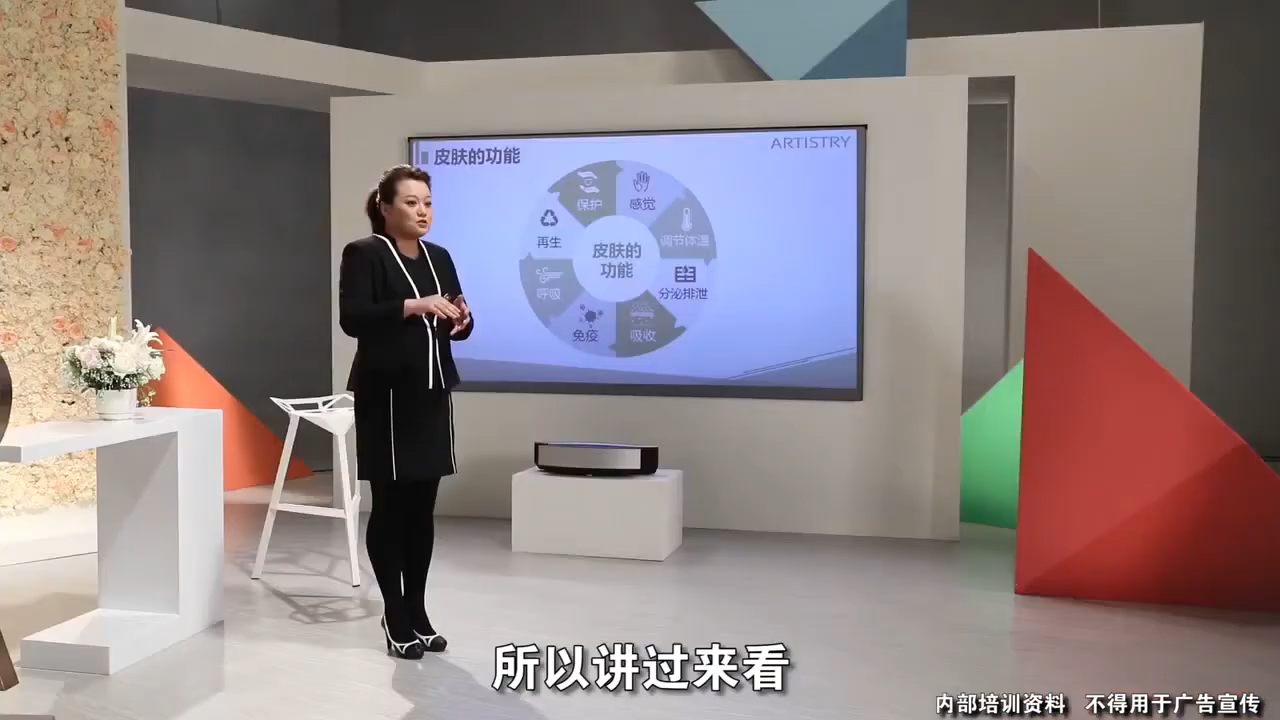 皮肤的功能
ARTISTRY
保护
感觉
再生
调节体温
皮肤的
功能
呼吸
分泌排泄
免疫
吸收
所以讲过来看
内部培训资料 不得用于广告宣传